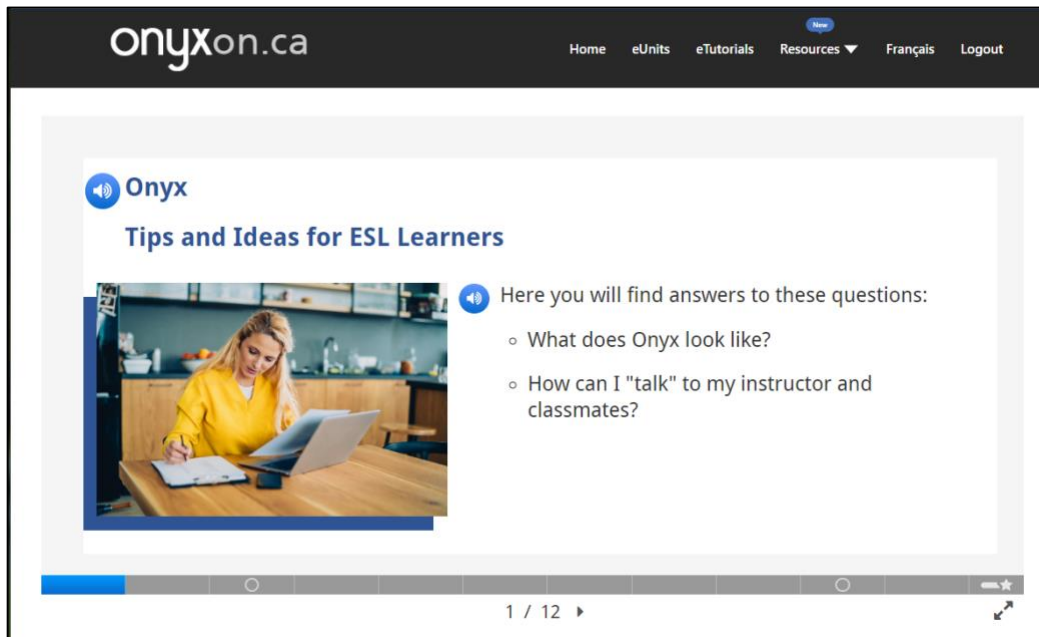 onyxon.ca
New
Home eUnits eTutorials Resources Français Logout
Onyx
Tips and Ideas for ESL Learners
Here you will find answers to these questions:
What does Onyx look like?
How can I "talk" to my instructor and
classmates?
1 / 12